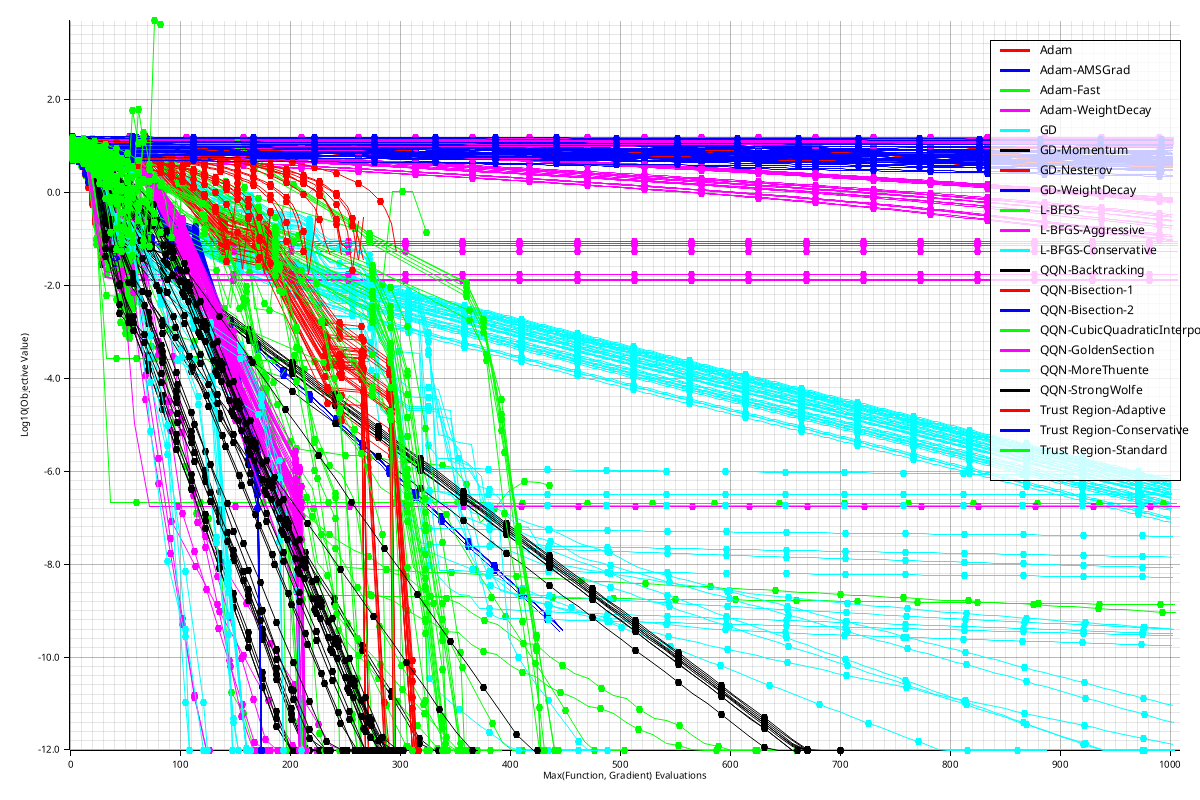 2.0
0.0
-2.0
-4.0
-6.0
-8.0
-10.0
-12.0
Log10(Objective Value)
0 100 200 300 400 500 600 700 800 900 1000
Max(Function, Gradient) Evaluations
Adam
Adam-AMSGrad
Adam-Fast
Adam-WeightDecay
GD
GD-Momentum
GD-Nesterov
GD-WeightDecay
L-BFGS
L-BFGS-Aggressive
L-BFGS-Conservative
QQN-Backtracking
QQN-Bisection-1
QQN-Bisection-2
QQN-CubicQuadraticInterpo
QQN-GoldenSection
QQN-MoreThuente
QQN-StrongWolfe
Trust Region-Adaptive
Trust Region-Conservative
Trust Region-Standard